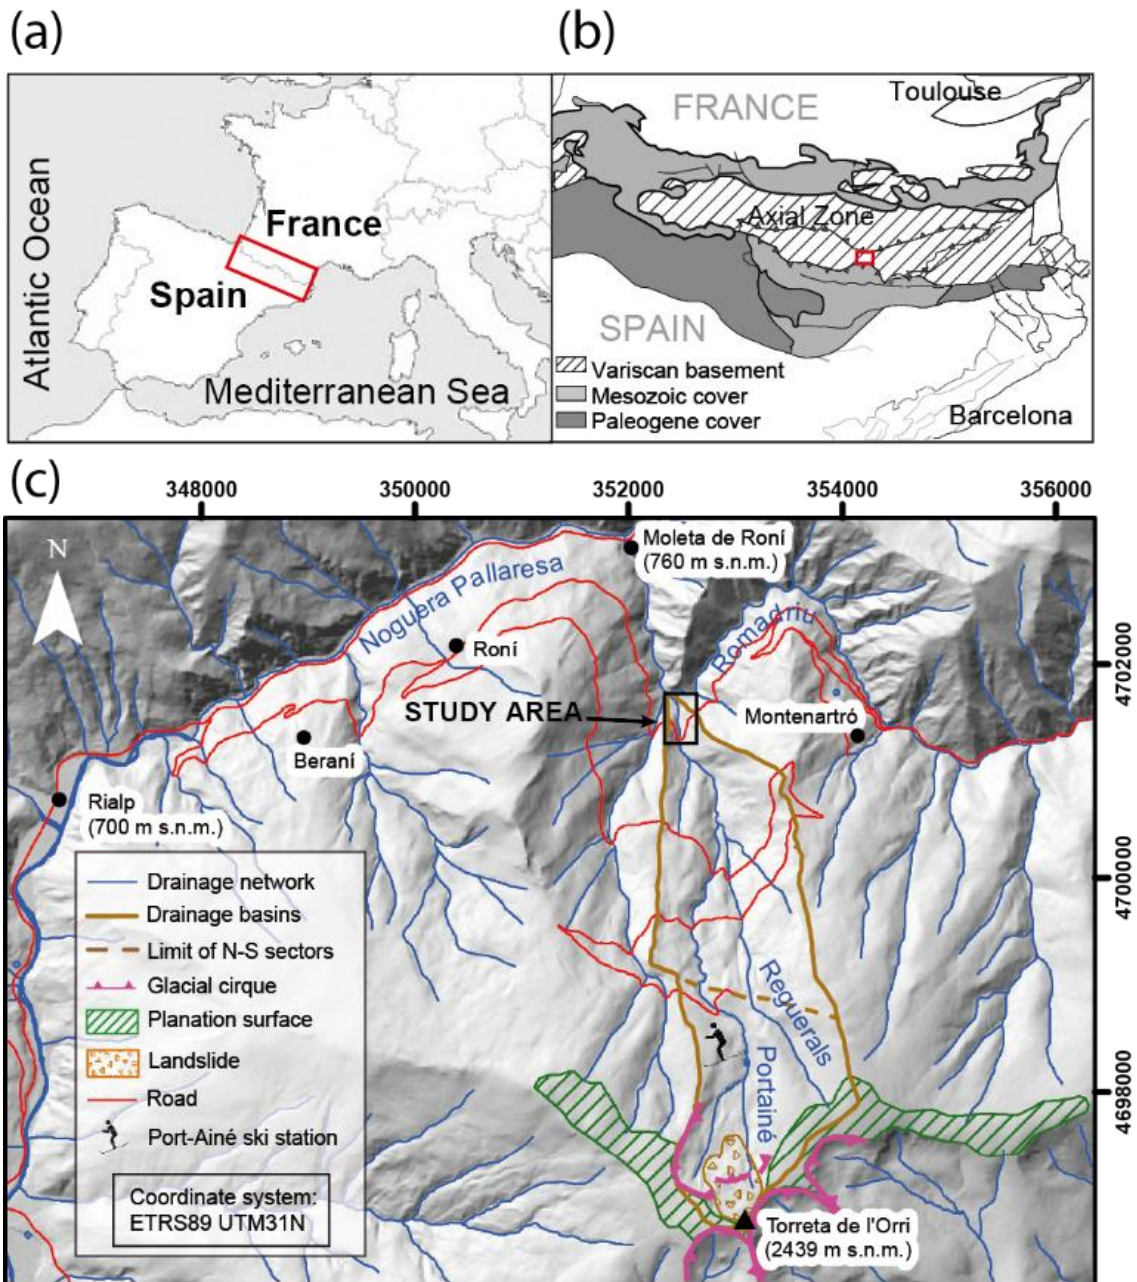 (a)
(b)
Atlantic Ocean
France
Spain
Mediterranean Sea
FRANCE
Toulouse
Axial Zone
SPAIN
Variscan basement
Mesozoic cover
Paleogene cover
Barcelona
(c)
348000
350000
352000
354000
356000
N
Noguera Pallaresa
Moleta de Roní
(760 m s.n.m.)
Romadriu
Roní
4702000
STUDY AREA
Montenartró
Beraní
Rialp
(700 m s.n.m.)
4700000
Drainage network
Drainage basins
Limit of N-S sectors
Glacial cirque
Planation surface
Landslide
Road
Port-Ainé ski station
Coordinate system:
ETRS89 UTM31N
Reguerals
Portainé
4698000
Torreta de l'Orri
(2439 m s.n.m.)